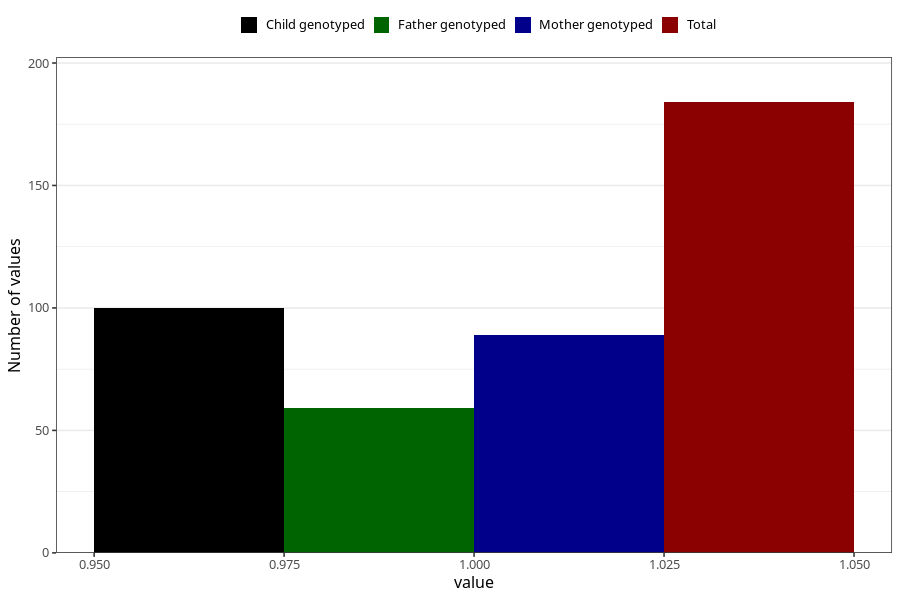 Child genotyped Father genotyped Mother genotyped Total
200
150
100
50
0
Number of values
0.950 0.975 1.000 1.025 1.050
value